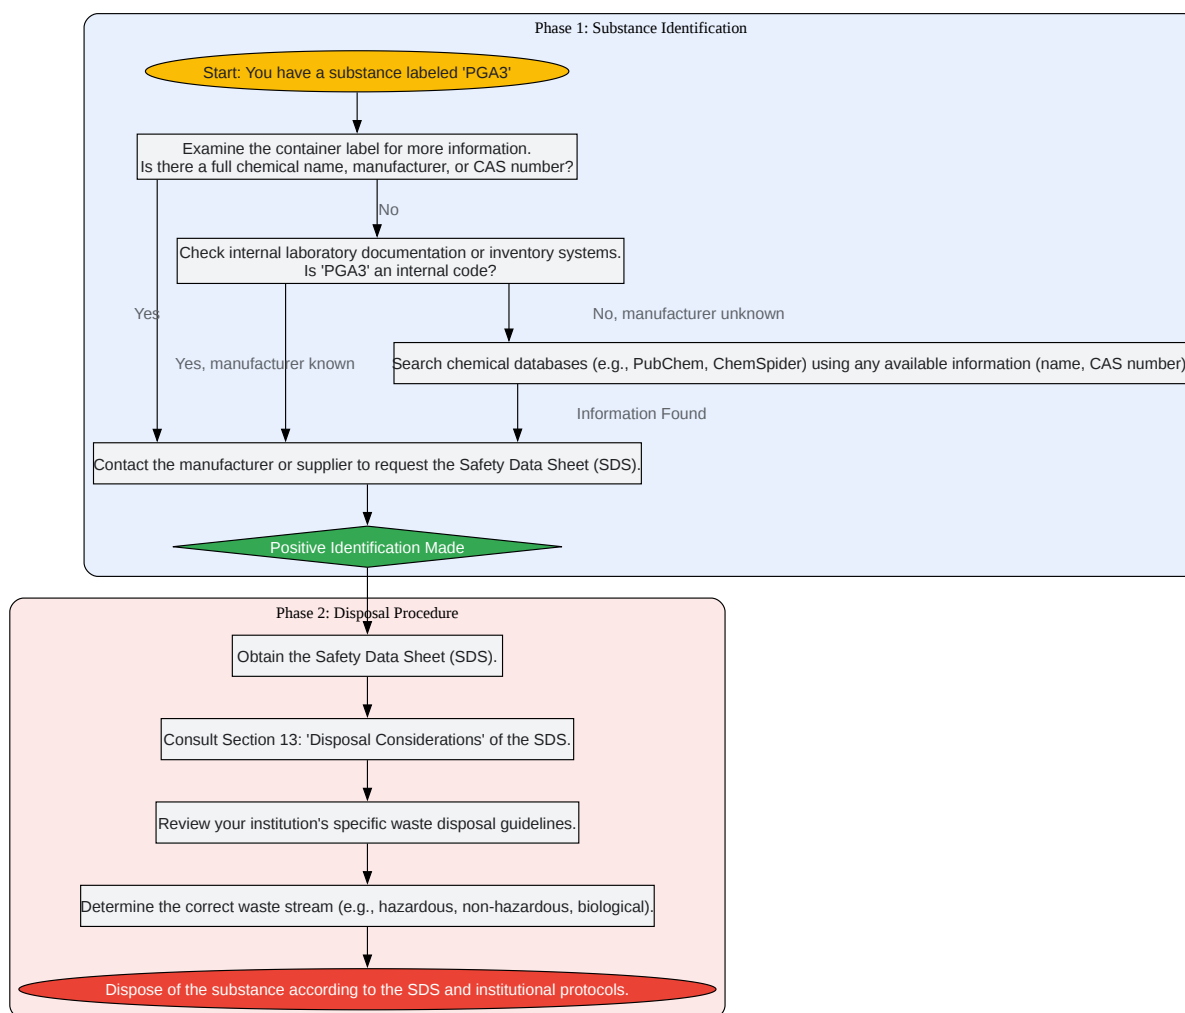 Phase 1: Substance Identification
Start: You have a substance labeled 'PGA3'
Examine the container label for more information.
Is there a full chemical name, manufacturer, or CAS number?
No
Check internal laboratory documentation or inventory systems.
Is 'PGA3' an internal code?
Yes
No, manufacturer unknown
Yes, manufacturer known
Search chemical databases (e.g., PubChem, ChemSpider) using any available information (name, CAS number)
Information Found
Contact the manufacturer or supplier to request the Safety Data Sheet (SDS).
Positive Identification Made
Phase 2: Disposal Procedure
Obtain the Safety Data Sheet (SDS).
Consult Section 13: 'Disposal Considerations' of the SDS.
Review your institution's specific waste disposal guidelines.
Determine the correct waste stream (e.g., hazardous, non-hazardous, biological).
Dispose of the substance according to the SDS and institutional protocols.